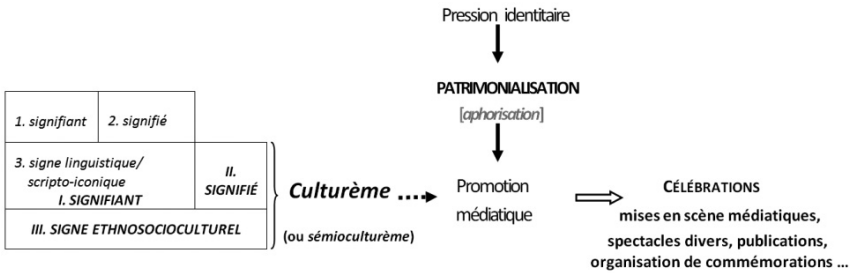 Pression identitaire
PATRIMONIALISATION
[aphorisation]
1. signifiant
2. signifié
3. signe linguistique/
scripto-iconique
I. SIGNIFIANT
II.
SIGNIFIÉ
III. SIGNE ETHNOSOCIOCULTUREL
Culturème ....
(ou sémioculturème)
Promotion
médiatique
CÉLÉBRATIONS
mises en scène médiatiques,
spectacles divers, publications,
organisation de commémorations ...